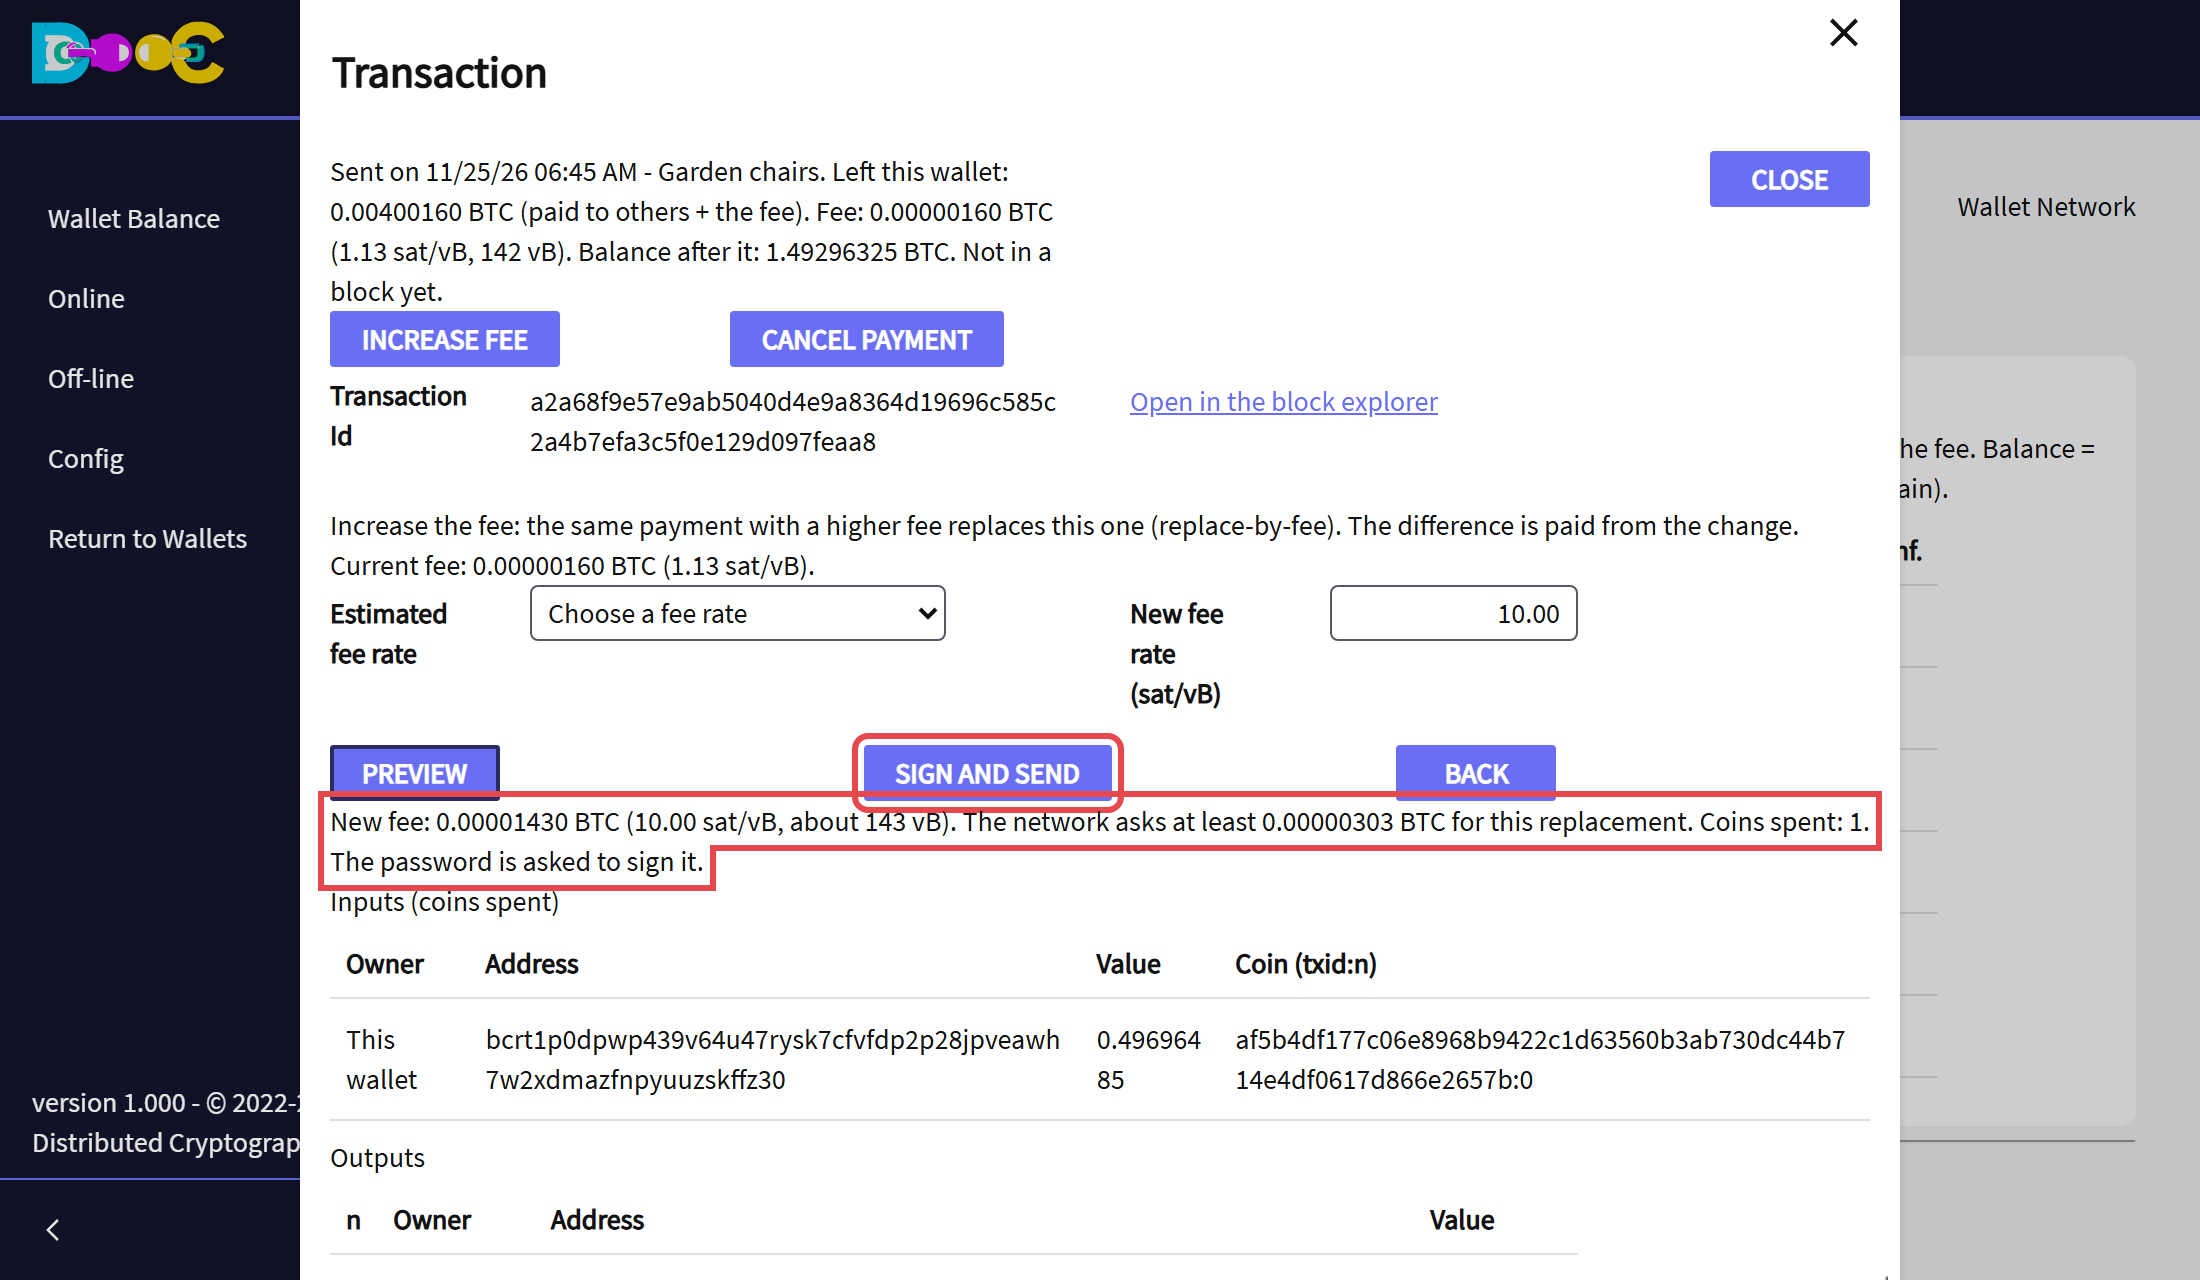 Transaction
Sent on 11/25/26 06:45 AM - Garden chairs. Left this wallet:
0.00400160 BTC (paid to others + the fee). Fee: 0.00000160 BTC
(1.13 sat/vB, 142 vB). Balance after it: 1.49296325 BTC. Not in a
block yet.
CLOSE
Wallet Network
Wallet Balance
Online
Off-line
Config
Return to Wallets
INCREASE FEE
CANCEL PAYMENT
Transaction
Id
a2a68f9e57e9ab5040d4e9a8364d19696c585c
2a4b7efa3c5f0e129d097feaa8
Open in the block explorer
he fee. Balance =
ain).
nf.
Increase the fee: the same payment with a higher fee replaces this one (replace-by-fee). The difference is paid from the change.
Current fee: 0.00000160 BTC (1.13 sat/vB).
Estimated
fee rate
Choose a fee rate
New fee
rate
(sat/vB)
10.00
PREVIEW
SIGN AND SEND
BACK
New fee: 0.00001430 BTC (10.00 sat/vB, about 143 vB). The network asks at least 0.00000303 BTC for this replacement. Coins spent: 1.
The password is asked to sign it.
Inputs (coins spent)
Owner Address Value Coin (txid:n)
This
wallet
bcrt1p0dpwp439v64u47rysk7cfvfdp2p28jpveawh
7w2xdmazfnpyuuzskffz30
0.496964
85
af5b4df177c06e8968b9422c1d63560b3ab730dc44b7
14e4df0617d866e2657b:0
Outputs
n Owner Address Value
version 1.000 - © 2022-2
Distributed Cryptograp